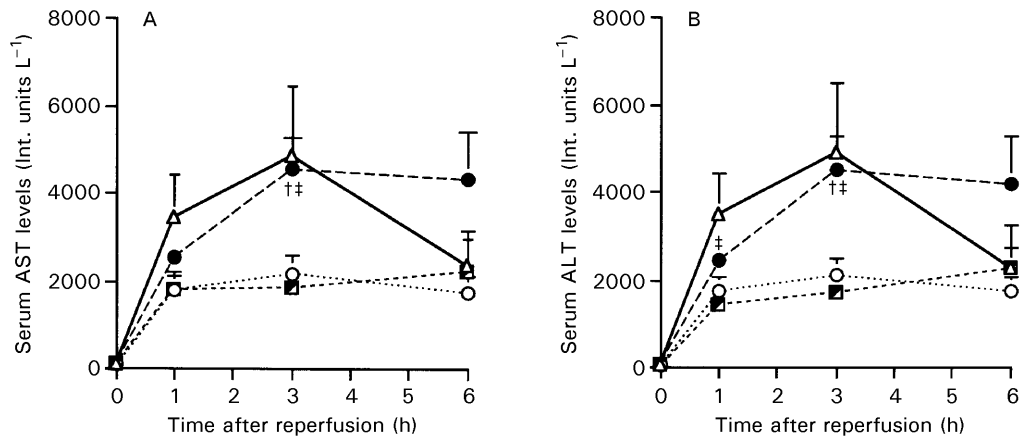 A
Serum AST levels (Int. units L⁻¹)
8000
6000
4000
2000
0
†‡
0 1 2 3 4 5 6
Time after reperfusion (h)
B
Serum ALT levels (Int. units L⁻¹)
8000
6000
4000
2000
0
†‡
‡
0 1 2 3 4 5 6
Time after reperfusion (h)